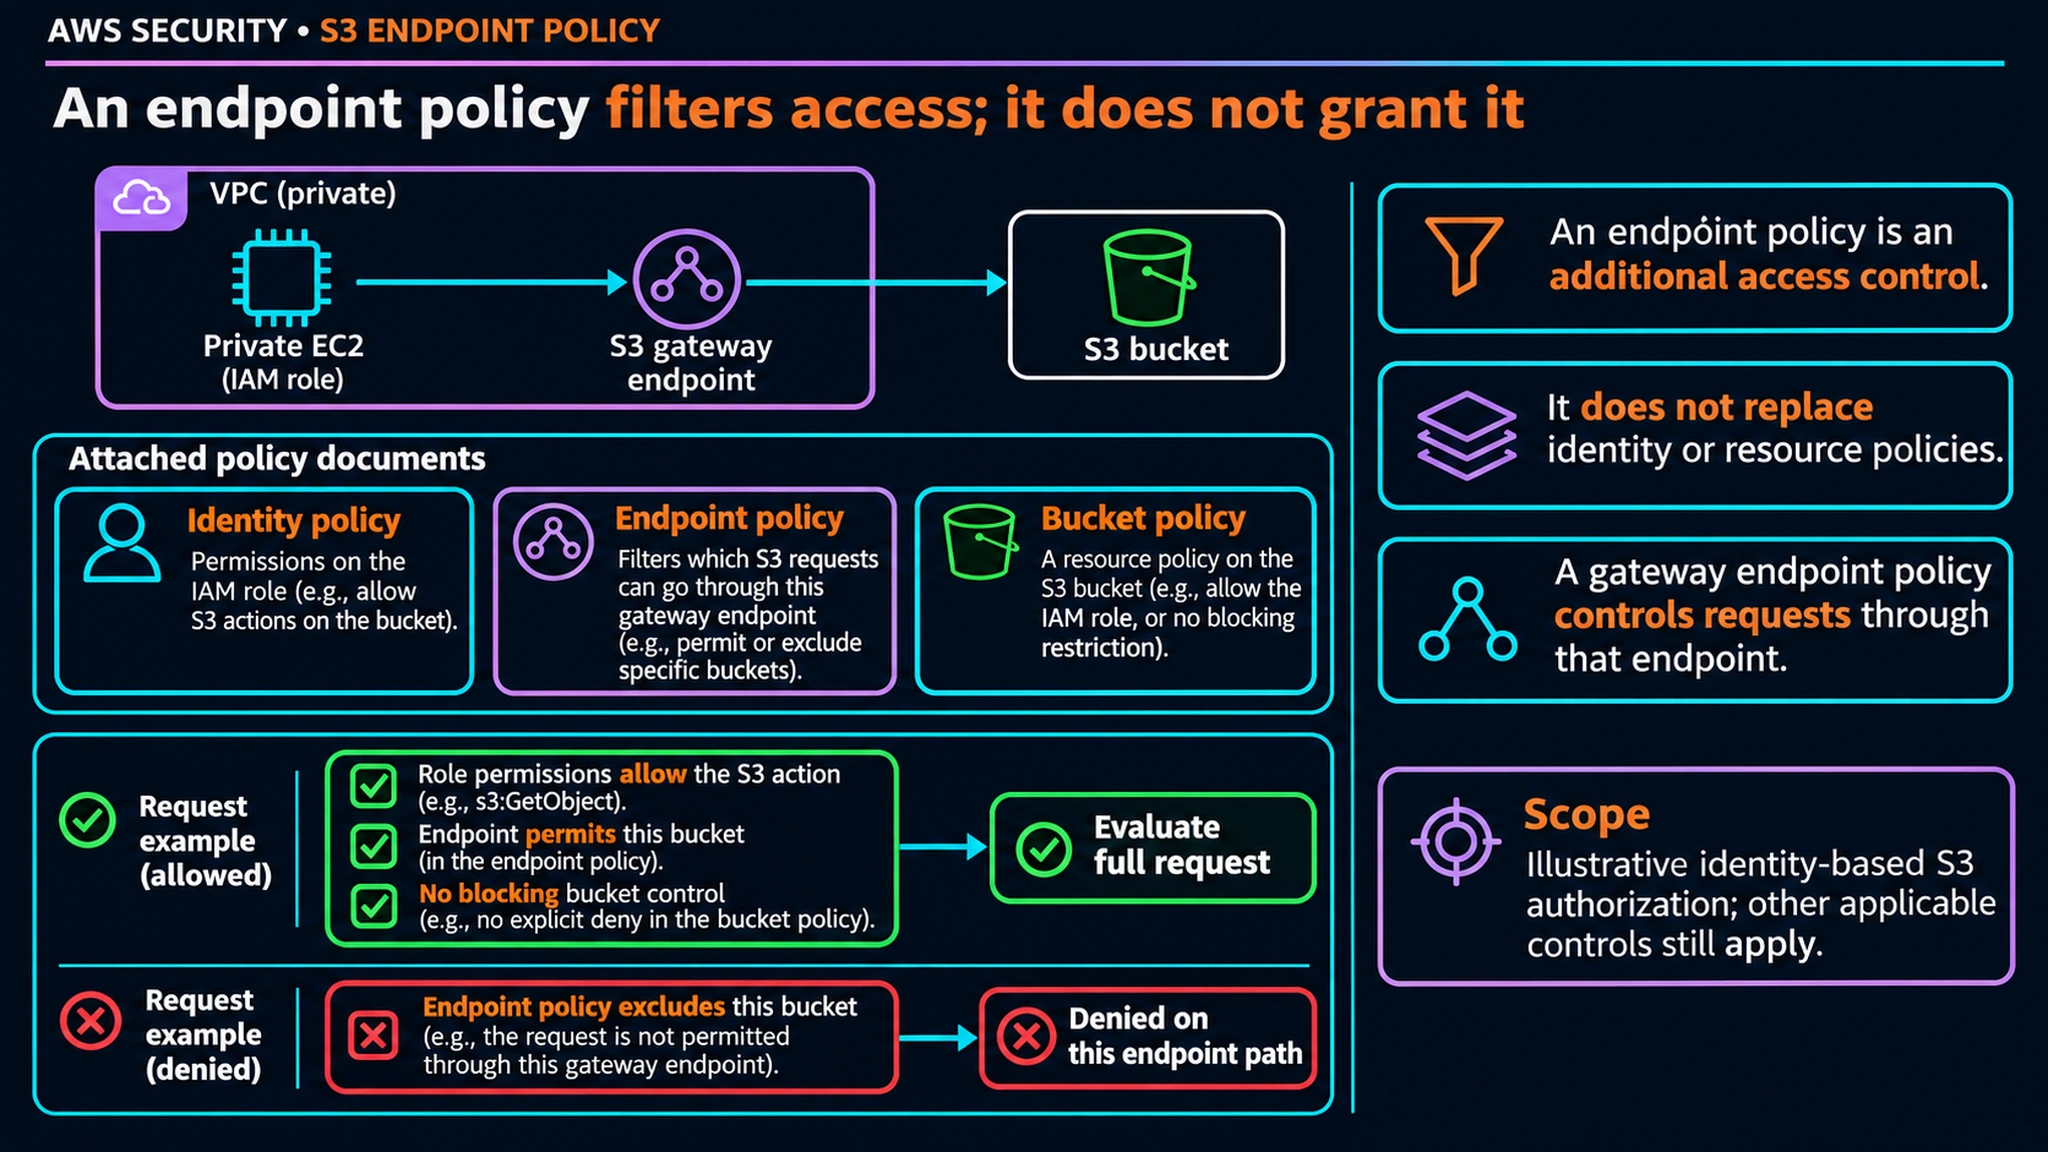 AWS SECURITY • S3 ENDPOINT POLICY
An endpoint policy filters access; it does not grant it
VPC (private)
Private EC2
(IAM role)
S3 gateway
endpoint
S3 bucket
Attached policy documents
Identity policy
Permissions on the
IAM role (e.g., allow
S3 actions on the bucket).
Endpoint policy
Filters which S3 requests
can go through this
gateway endpoint
(e.g., permit or exclude
specific buckets).
Bucket policy
A resource policy on the
S3 bucket (e.g., allow the
IAM role, or no blocking
restriction).
Request
example
(allowed)
Role permissions allow the S3 action
(e.g., s3:GetObject).
Endpoint permits this bucket
(in the endpoint policy).
No blocking bucket control
(e.g., no explicit deny in the bucket policy).
Evaluate
full request
Request
example
(denied)
Endpoint policy excludes this bucket
(e.g., the request is not permitted
through this gateway endpoint).
Denied on
this endpoint path
An endpoint policy is an
additional access control.
It does not replace
identity or resource policies.
A gateway endpoint policy
controls requests through
that endpoint.
Scope
Illustrative identity-based S3
authorization; other applicable
controls still apply.